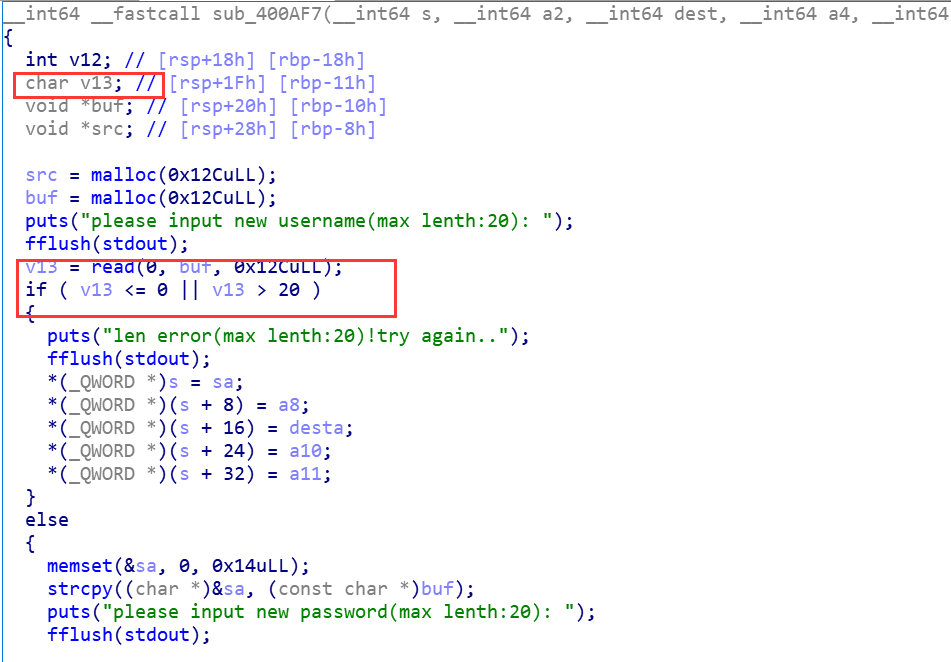 __int64 __fastcall sub_400AF7(__int64 s, __int64 a2, __int64 dest, __int64 a4, __int64
{
int v12; // [rsp+18h] [rbp-18h]
char v13; // [rsp+1Fh] [rbp-11h]
void *buf; // [rsp+20h] [rbp-10h]
void *src; // [rsp+28h] [rbp-8h]
src = malloc(0x12CuLL);
buf = malloc(0x12CuLL);
puts("please input new username(max lenth:20): ");
fflush(stdout);
v13 = read(0, buf, 0x12CuLL);
if ( v13 <= 0 || v13 > 20 )
{
puts("len error(max lenth:20)!try again..");
fflush(stdout);
*(_QWORD *)s = sa;
*(_QWORD *)(s + 8) = a8;
*(_QWORD *)(s + 16) = desta;
*(_QWORD *)(s + 24) = a10;
*(_QWORD *)(s + 32) = a11;
}
else
{
memset(&sa, 0, 0x14uLL);
strcpy((char *)&sa, (const char *)buf);
puts("please input new password(max lenth:20): ");
fflush(stdout);